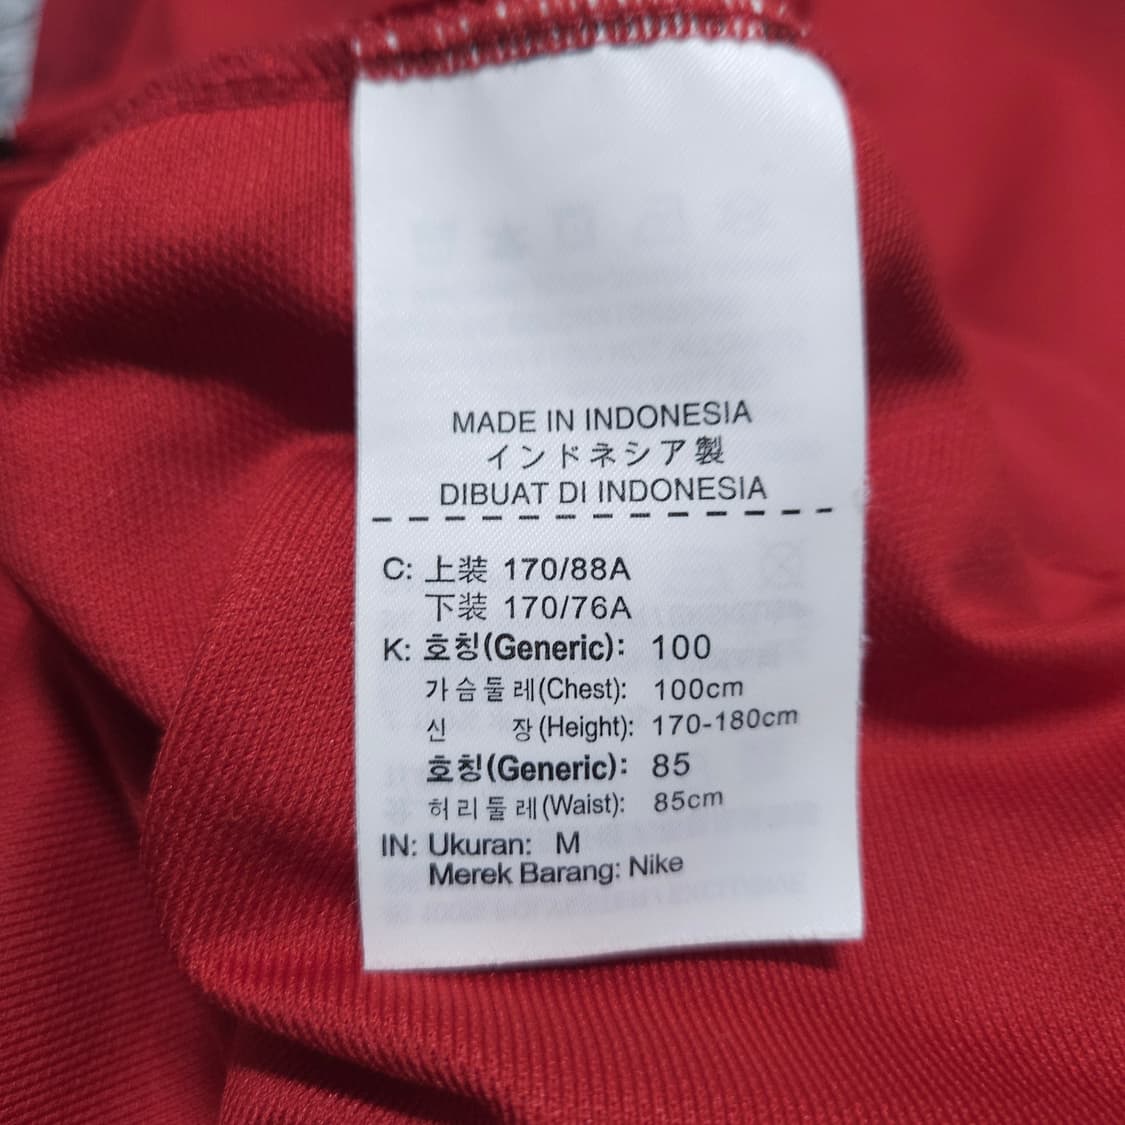 MADE IN INDONESIA
インドネシア製
DIBUAT DI INDONESIA
C: 上装 170/88A
下装 170/76A
K: 호칭(Generic): 100
가슴둘레(Chest): 100cm
신 장(Height): 170-180cm
호칭(Generic): 85
허리둘레(Waist): 85cm
IN: Ukuran: M
Merek Barang: Nike